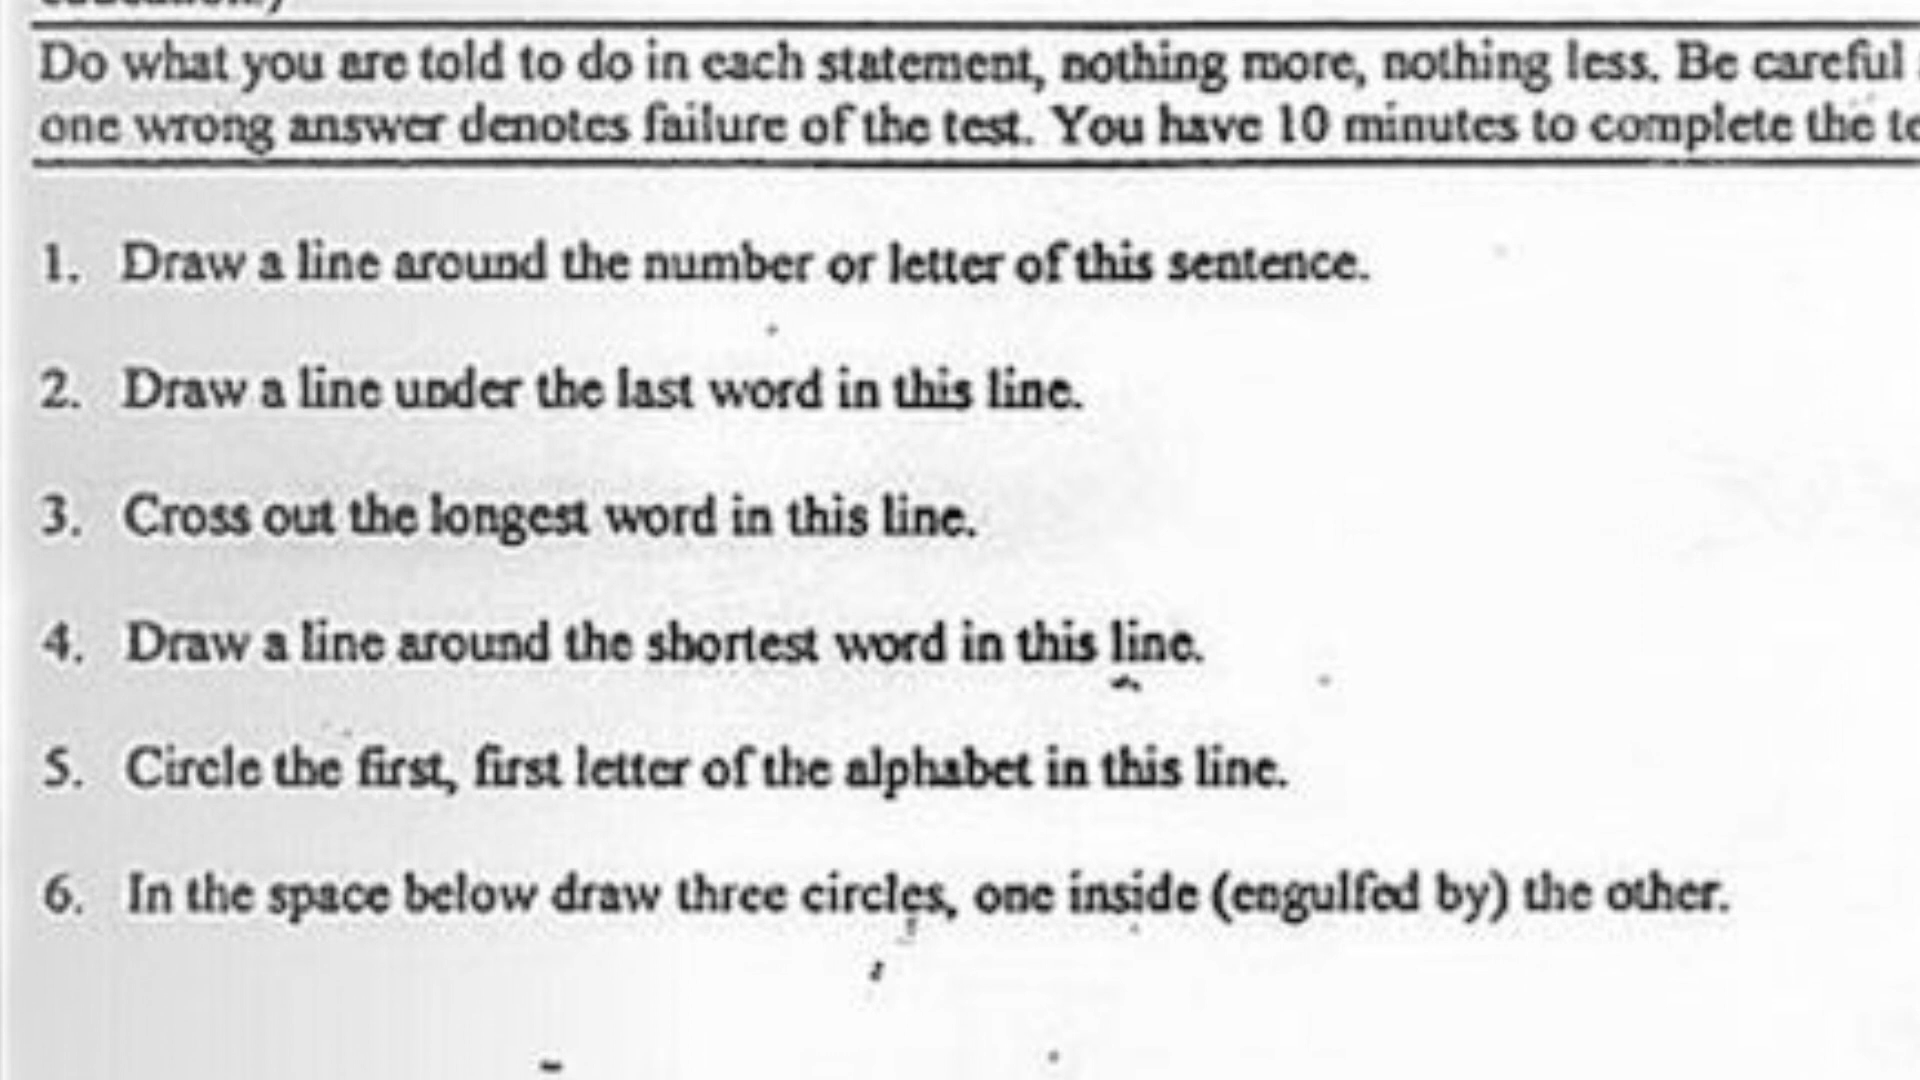 Do what you are told to do in each statement, nothing more, nothing less. Be careful
one wrong answer denotes failure of the test. You have 10 minutes to complete the
1. Draw a line around the number or letter of this sentence.
2. Draw a line under the last word in this line.
3. Cross out the longest word in this line.
4. Draw a line around the shortest word in this line.
5. Circle the first, first letter of the alphabet in this line.
6. In the space below draw three circles, one inside (engulfed by) the other.